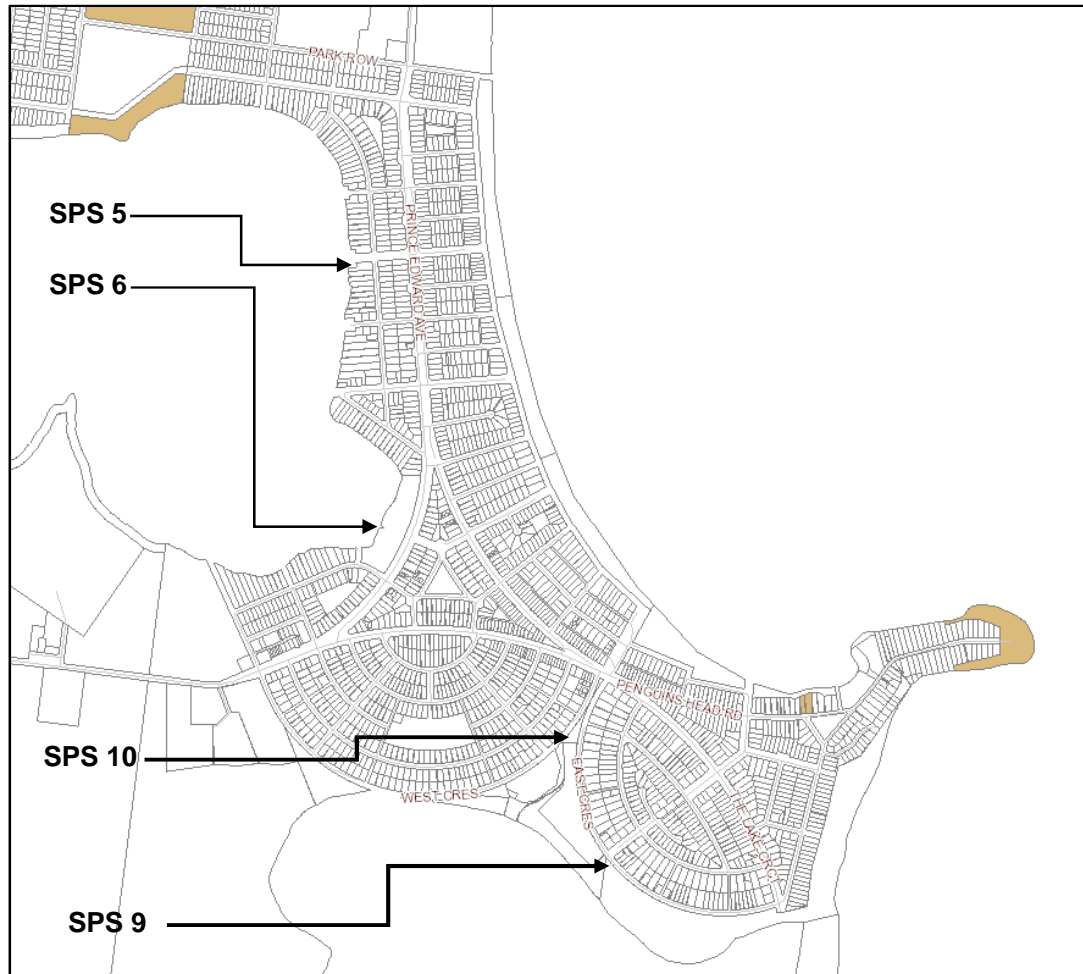 PARK ROW
SPS 5
PRINCE EDWARD AVE
SPS 6
PENGUINS HEAD RD
SPS 10
EAST CRES
WEST CRES
THE LAKE CRCT
SPS 9